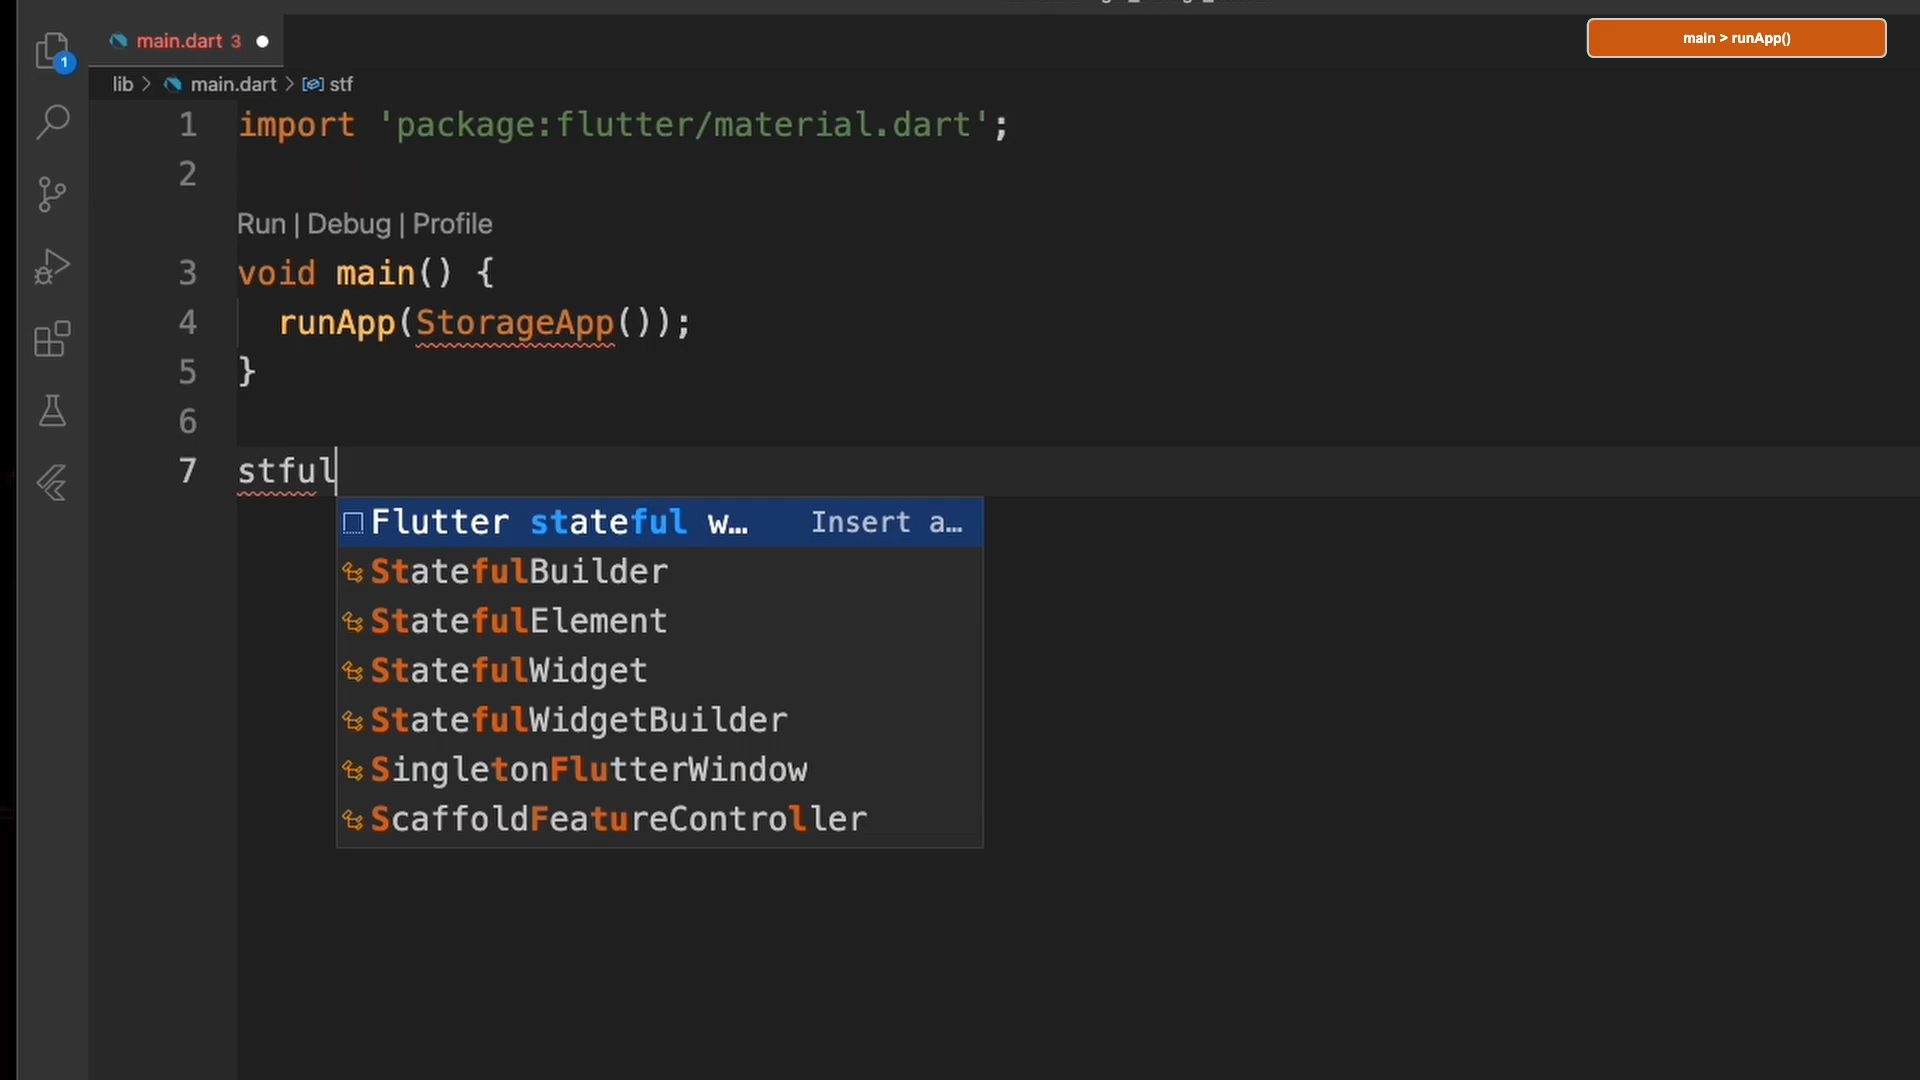 main.dart 3
main > runApp()
1
lib > main.dart > stf
1 import 'package:flutter/material.dart';
2
Run | Debug | Profile
3 void main() {
4 runApp(StorageApp());
5 }
6
7 stful
Flutter stateful w... Insert a...
StatefulBuilder
StatefulElement
StatefulWidget
StatefulWidgetBuilder
SingletonFlutterWindow
ScaffoldFeatureController